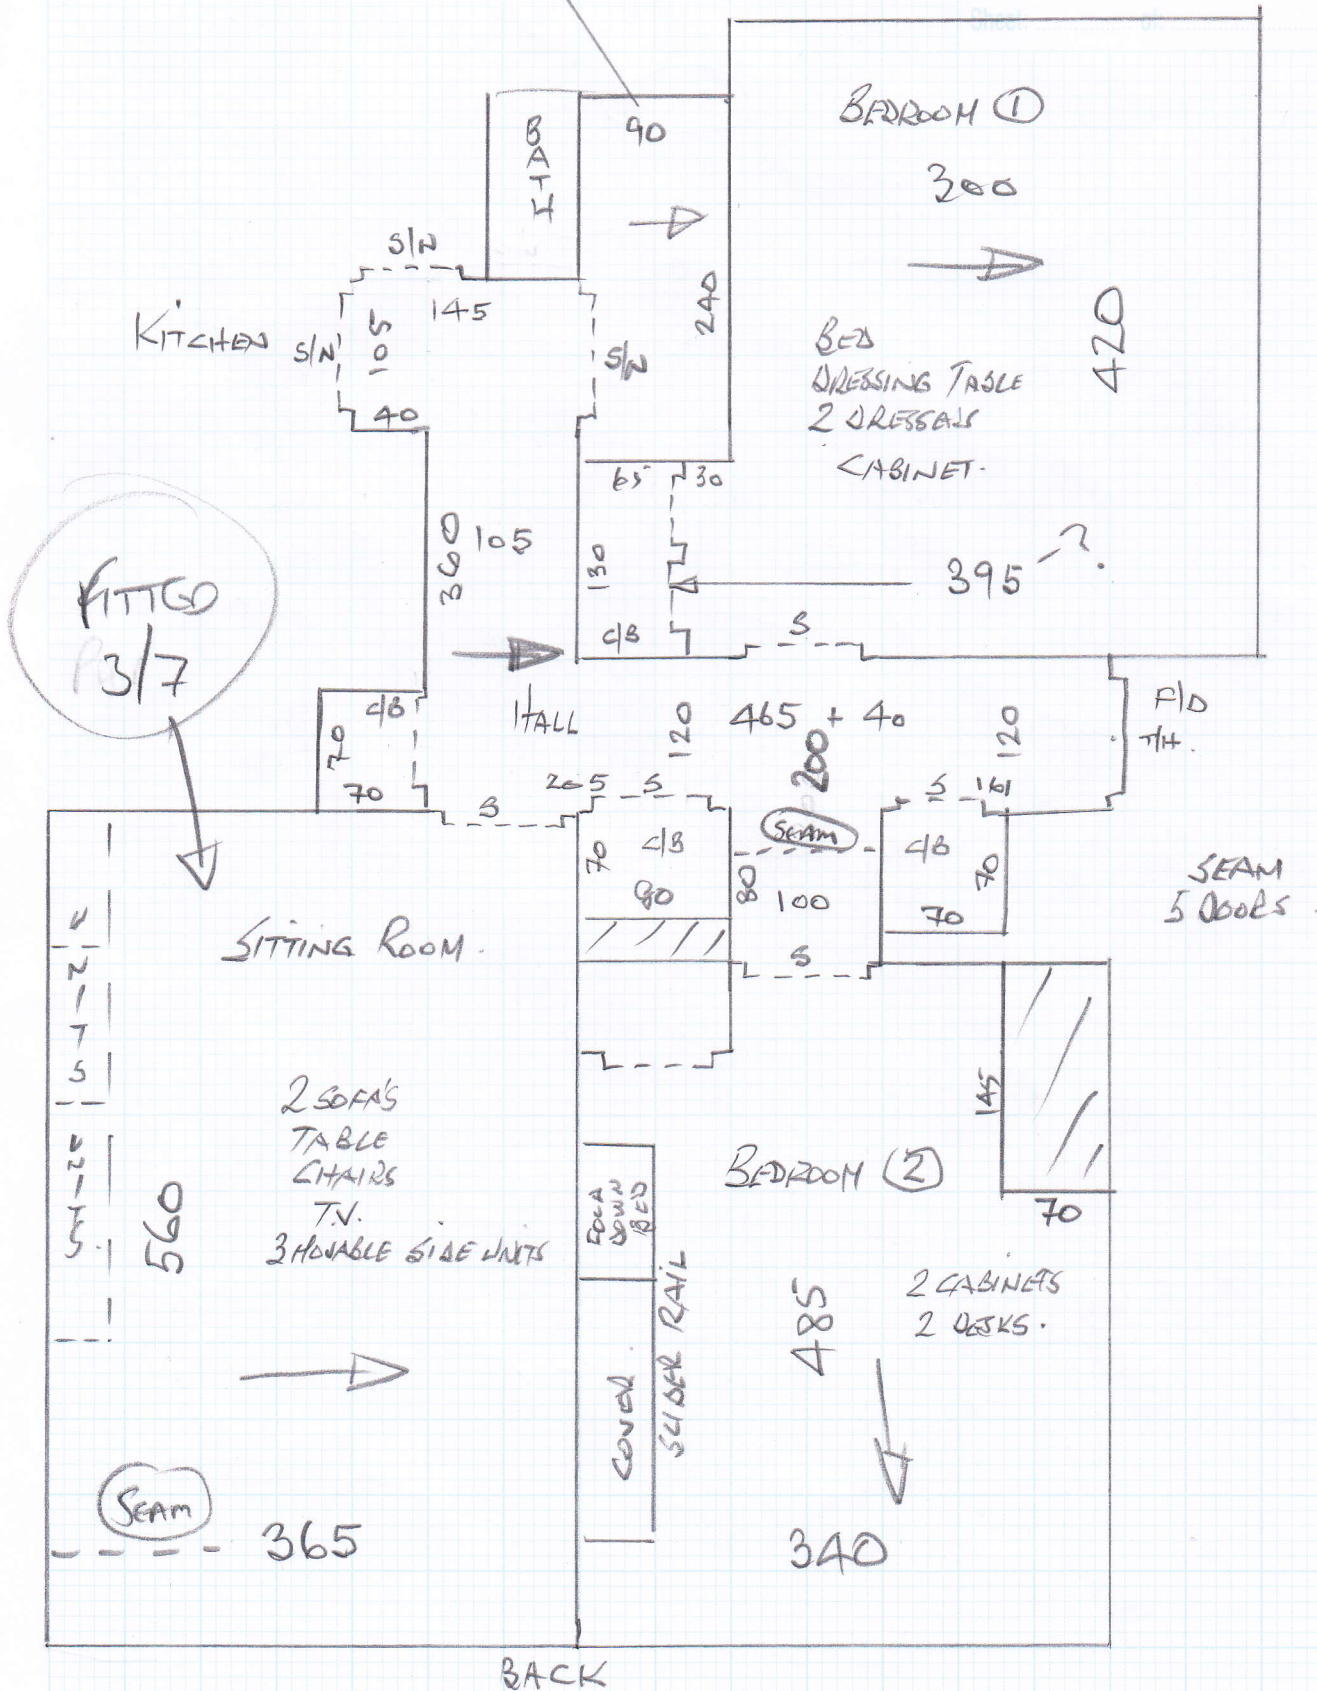 Sheet of
BEDROOM ①
300
420
BED
DRESSING TABLE
2 DRESSERS
CABINET.
395 - ?
BATH
90
240
S/N
145
KITCHEN
S/N
105
S/N
40
65
30
360
105
130
C/B
S
FITTED
3/7
C/B
70
70
HALL
120
465 + 40
200
120
F/D
T/H.
205
S
S
S
161
70
C/B
80
SEAM
80
100
C/B
70
70
SEAM
5 DOORS
S
SITTING ROOM.
UNITS
UNITS.
2 SOFA'S
TABLE
CHAIRS
T.V.
3 MOVABLE SIDE UNITS
560
SEAM
365
145
70
BEDROOM ②
FOLD
DOWN
BED
SLIDER RAIL
COVER
485
2 CABINETS
2 DESKS.
340
BACK